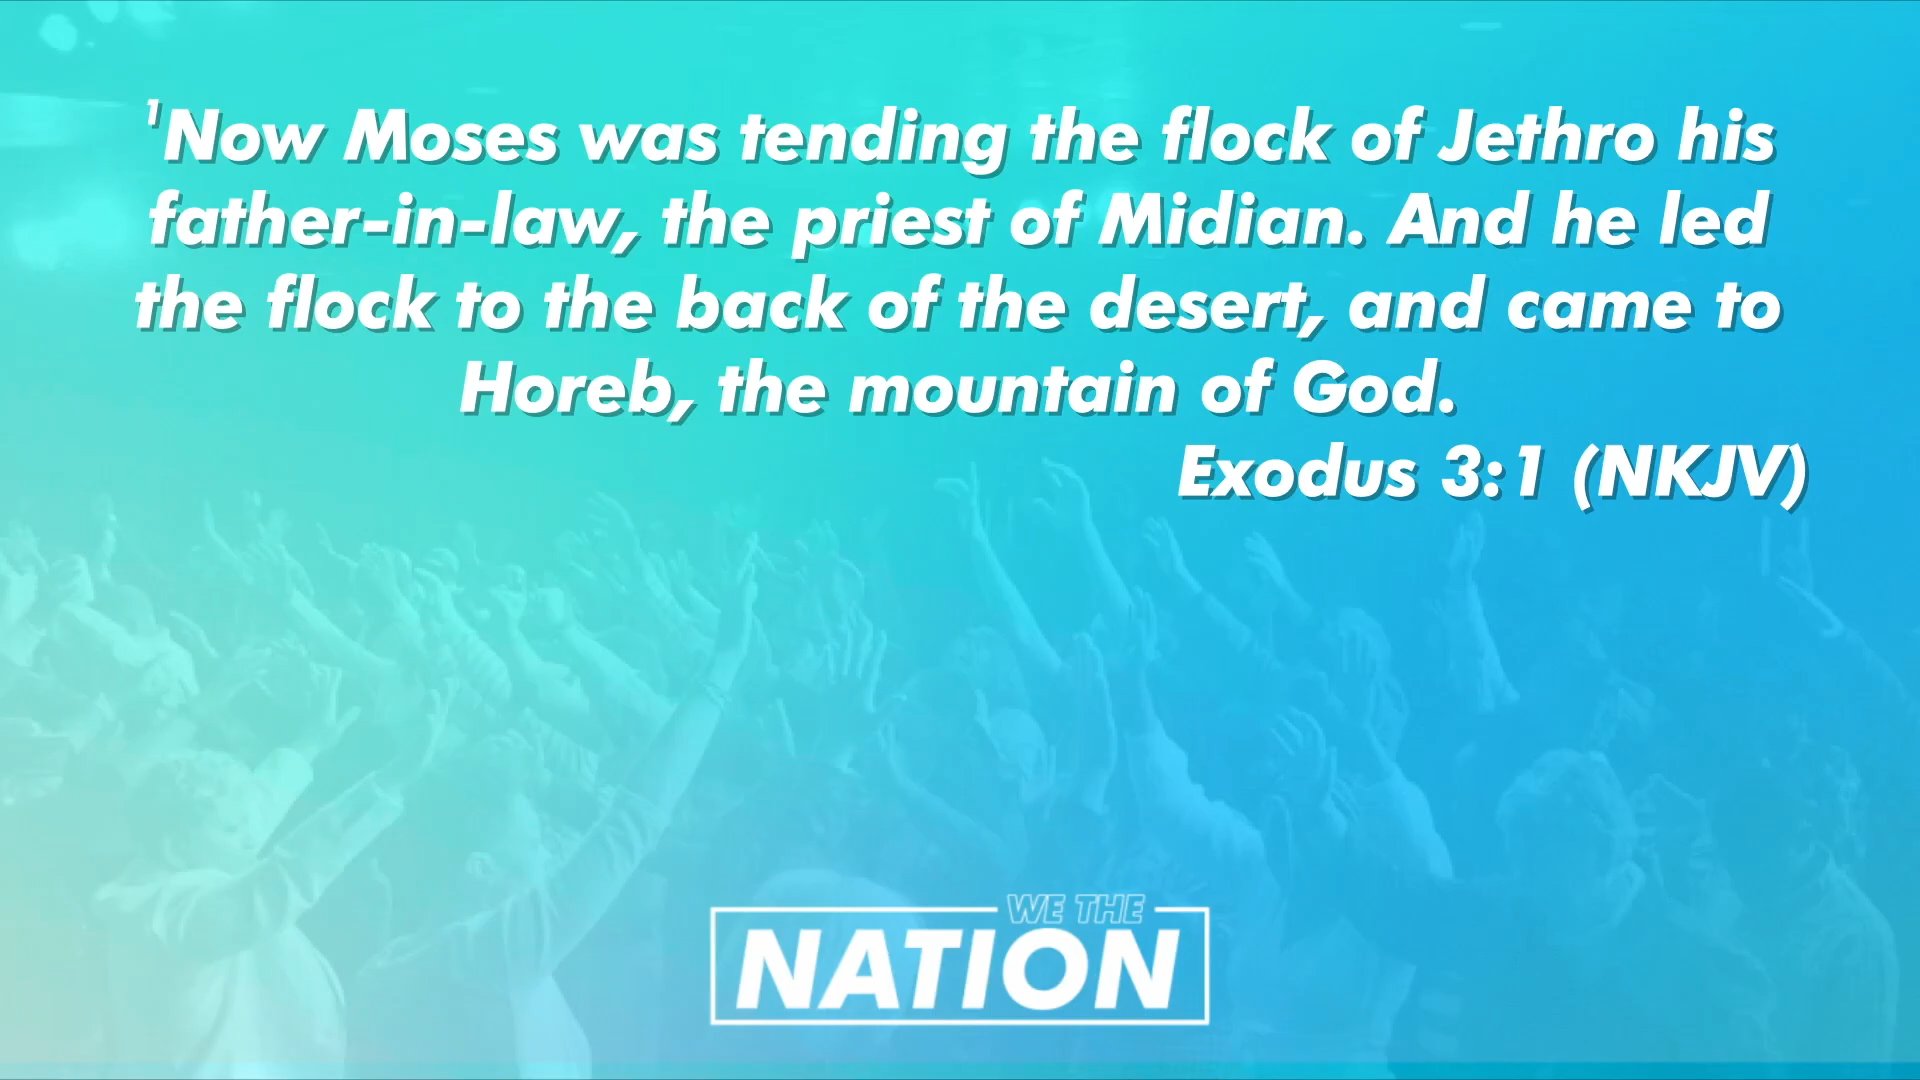 ¹Now Moses was tending the flock of Jethro his
father-in-law, the priest of Midian. And he led
the flock to the back of the desert, and came to
Horeb, the mountain of God.
Exodus 3:1 (NKJV)
WE THE
NATION